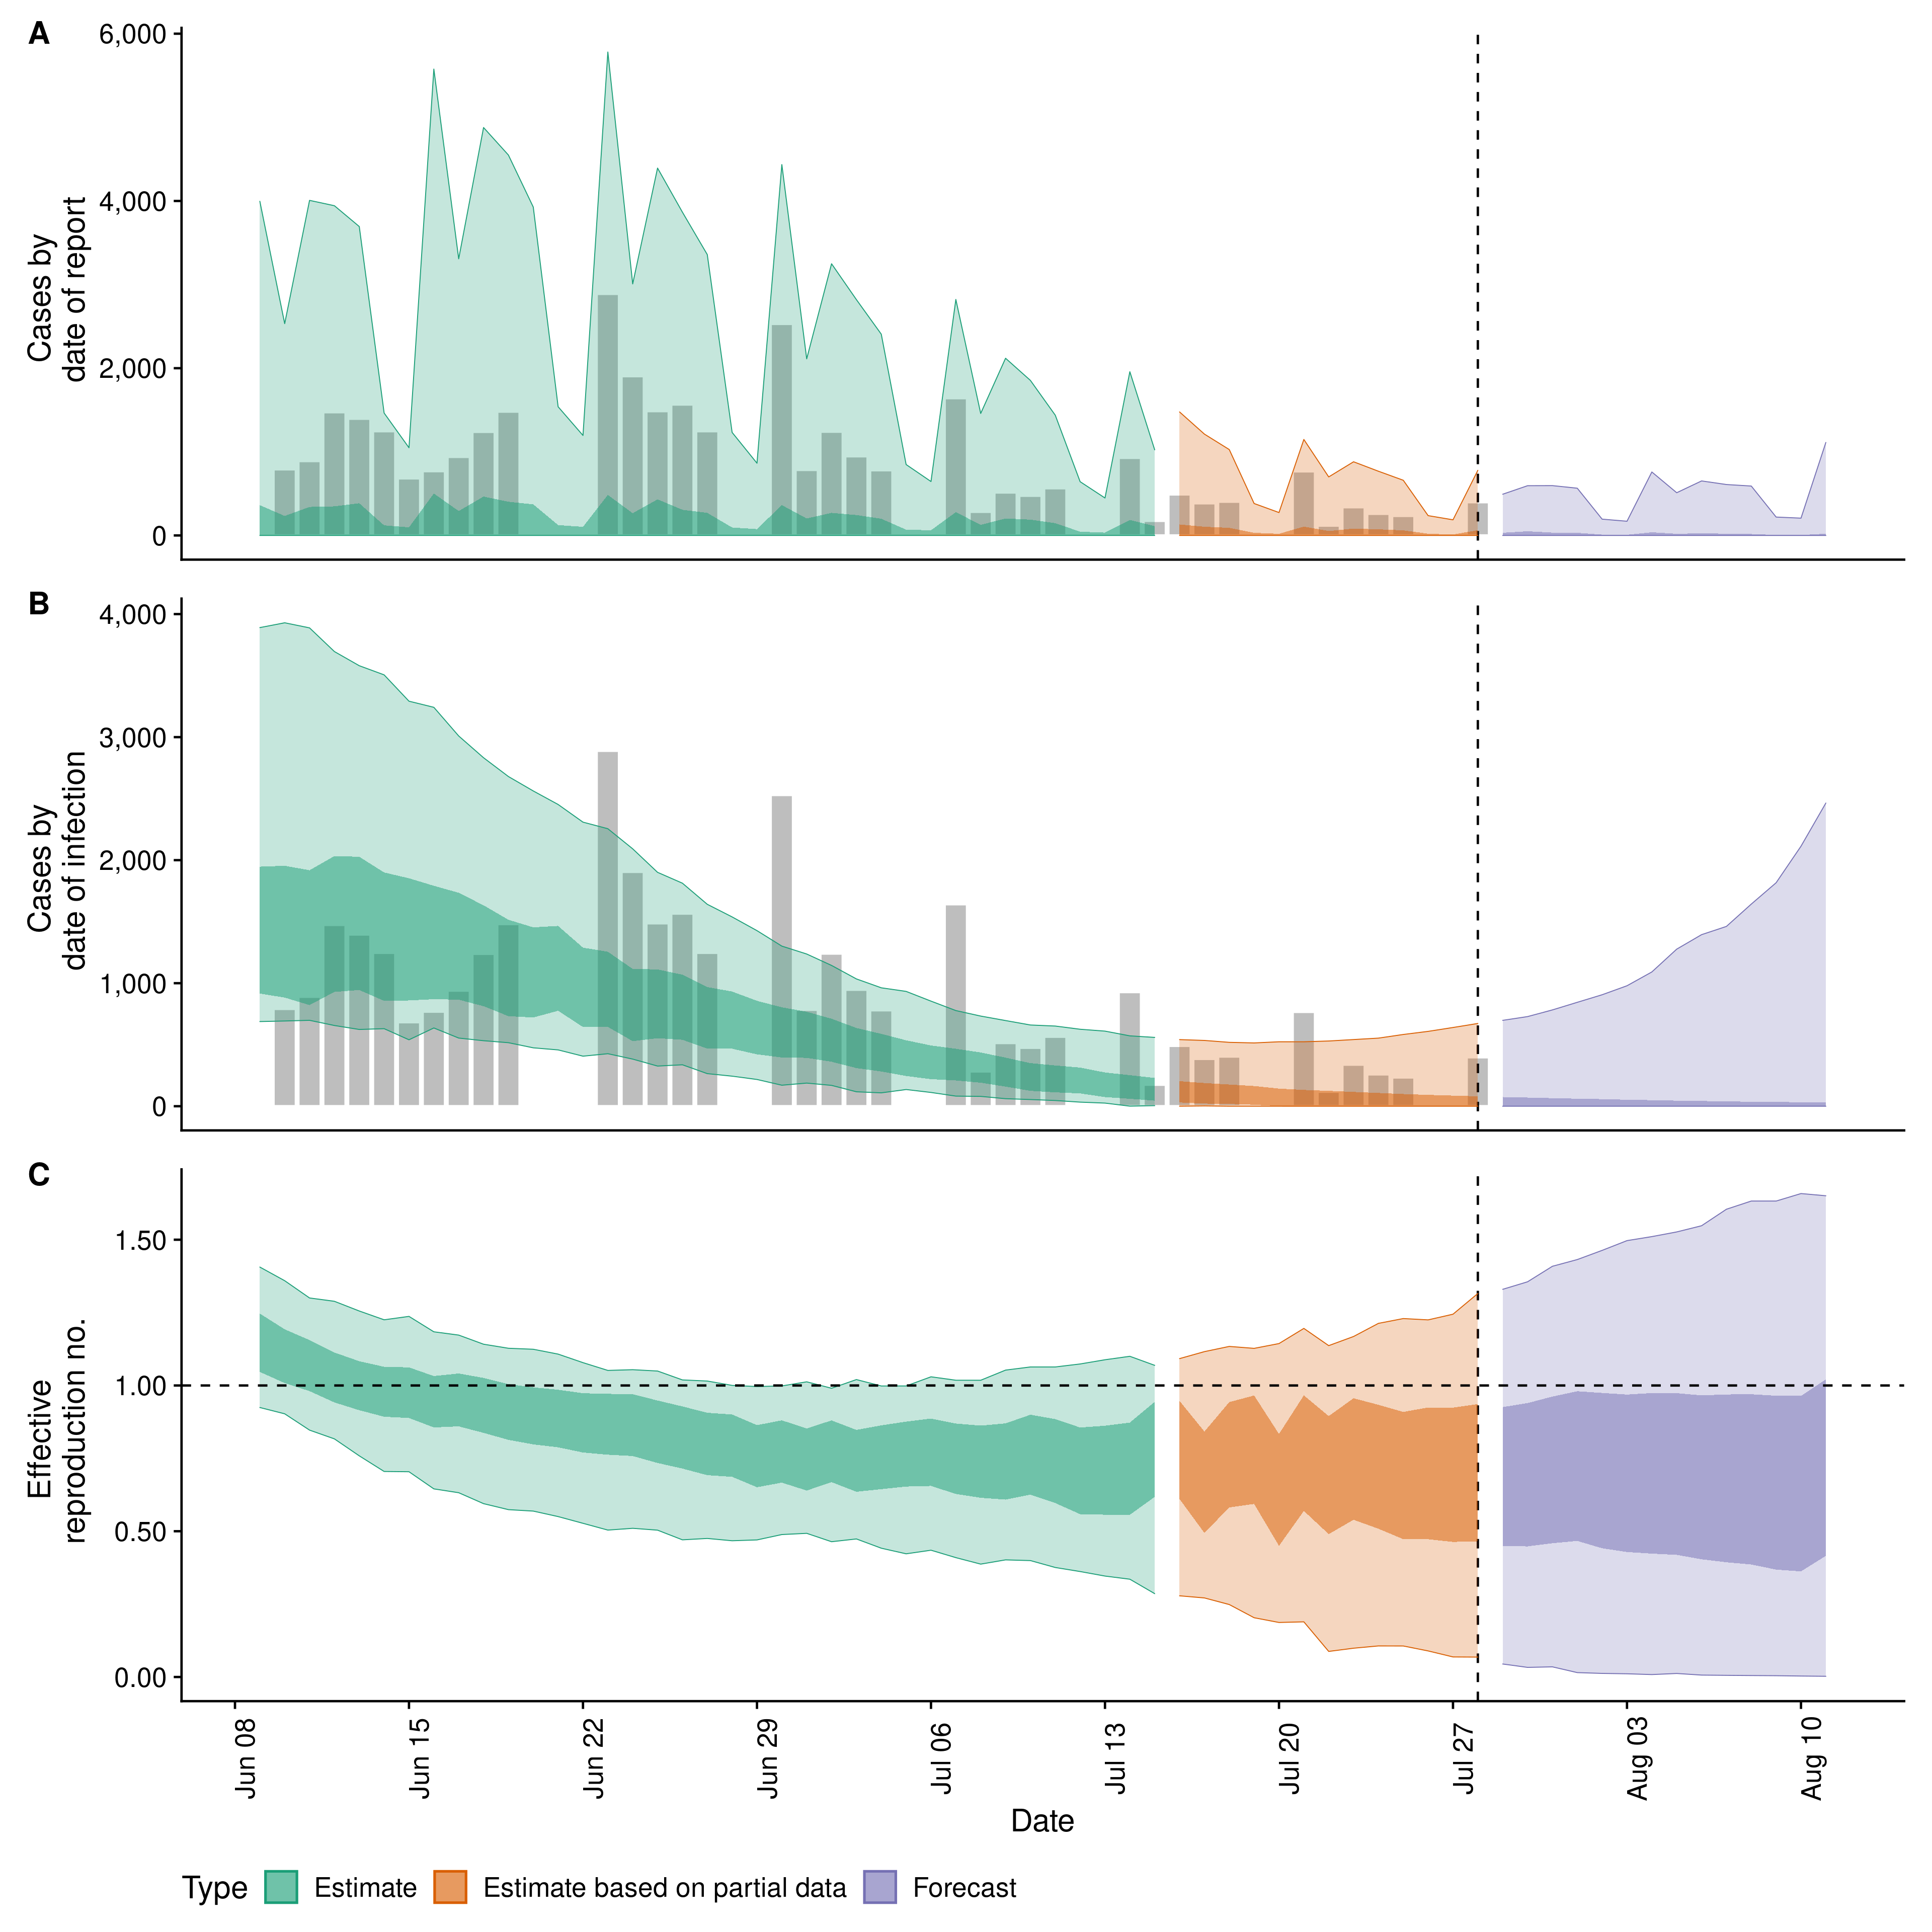 A
Cases by
date of report
6,000
4,000
2,000
0
B
Cases by
date of infection
4,000
3,000
2,000
1,000
0
C
Effective
reproduction no.
1.50
1.00
0.50
0.00
Jun 08
Jun 15
Jun 22
Jun 29
Jul 06
Jul 13
Jul 20
Jul 27
Aug 03
Aug 10
Date
Type Estimate Estimate based on partial data Forecast